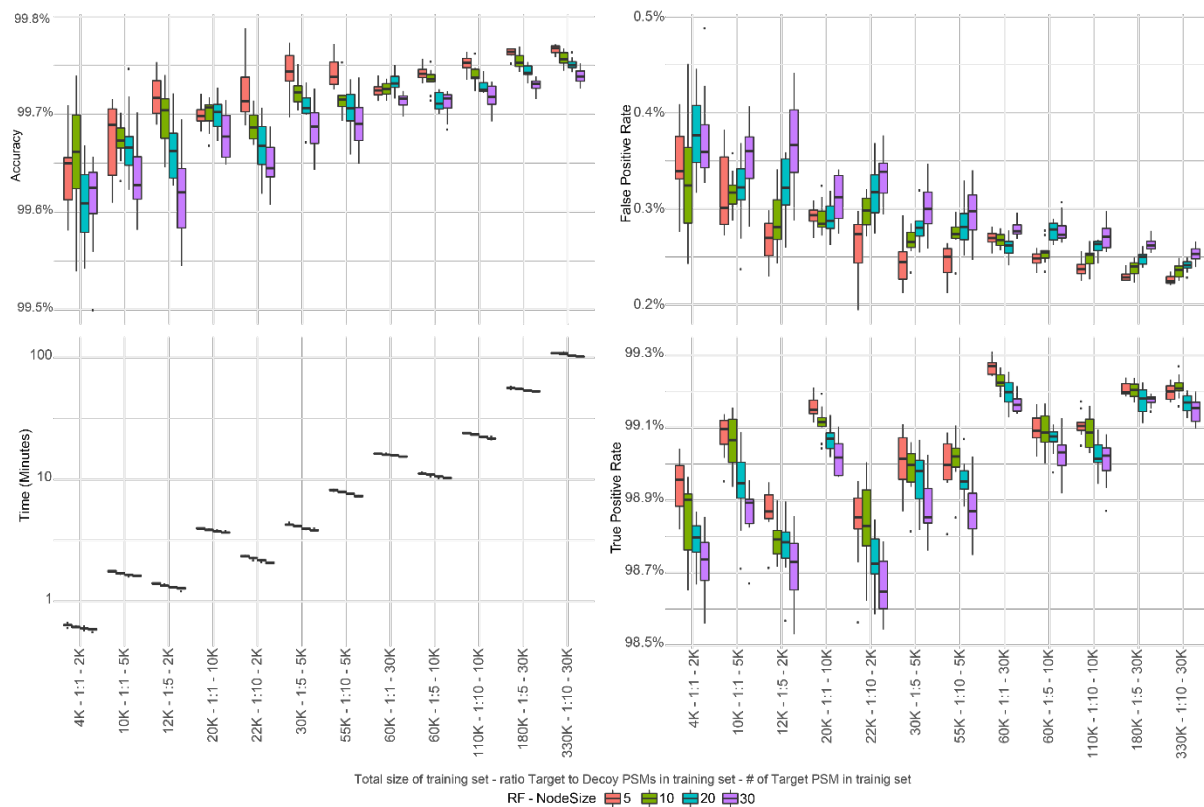 99.8%
99.7%
99.6%
99.5%
Accuracy
0.5%
0.4%
0.3%
0.2%
False Positive Rate
100
10
1
Time (Minutes)
99.3%
99.1%
98.9%
98.7%
98.5%
True Positive Rate
4K - 1:1 - 2K
10K - 1:1 - 5K
12K - 1:5 - 2K
20K - 1:1 - 10K
22K - 1:10 - 2K
30K - 1:5 - 5K
55K - 1:10 - 5K
60K - 1:1 - 30K
60K - 1:5 - 10K
110K - 1:10 - 10K
180K - 1:5 - 30K
330K - 1:10 - 30K
4K - 1:1 - 2K
10K - 1:1 - 5K
12K - 1:5 - 2K
20K - 1:1 - 10K
22K - 1:10 - 2K
30K - 1:5 - 5K
55K - 1:10 - 5K
60K - 1:1 - 30K
60K - 1:5 - 10K
110K - 1:10 - 10K
180K - 1:5 - 30K
330K - 1:10 - 30K
Total size of training set - ratio Target to Decoy PSMs in training set - # of Target PSM in trainig set
RF - NodeSize 5 10 20 30